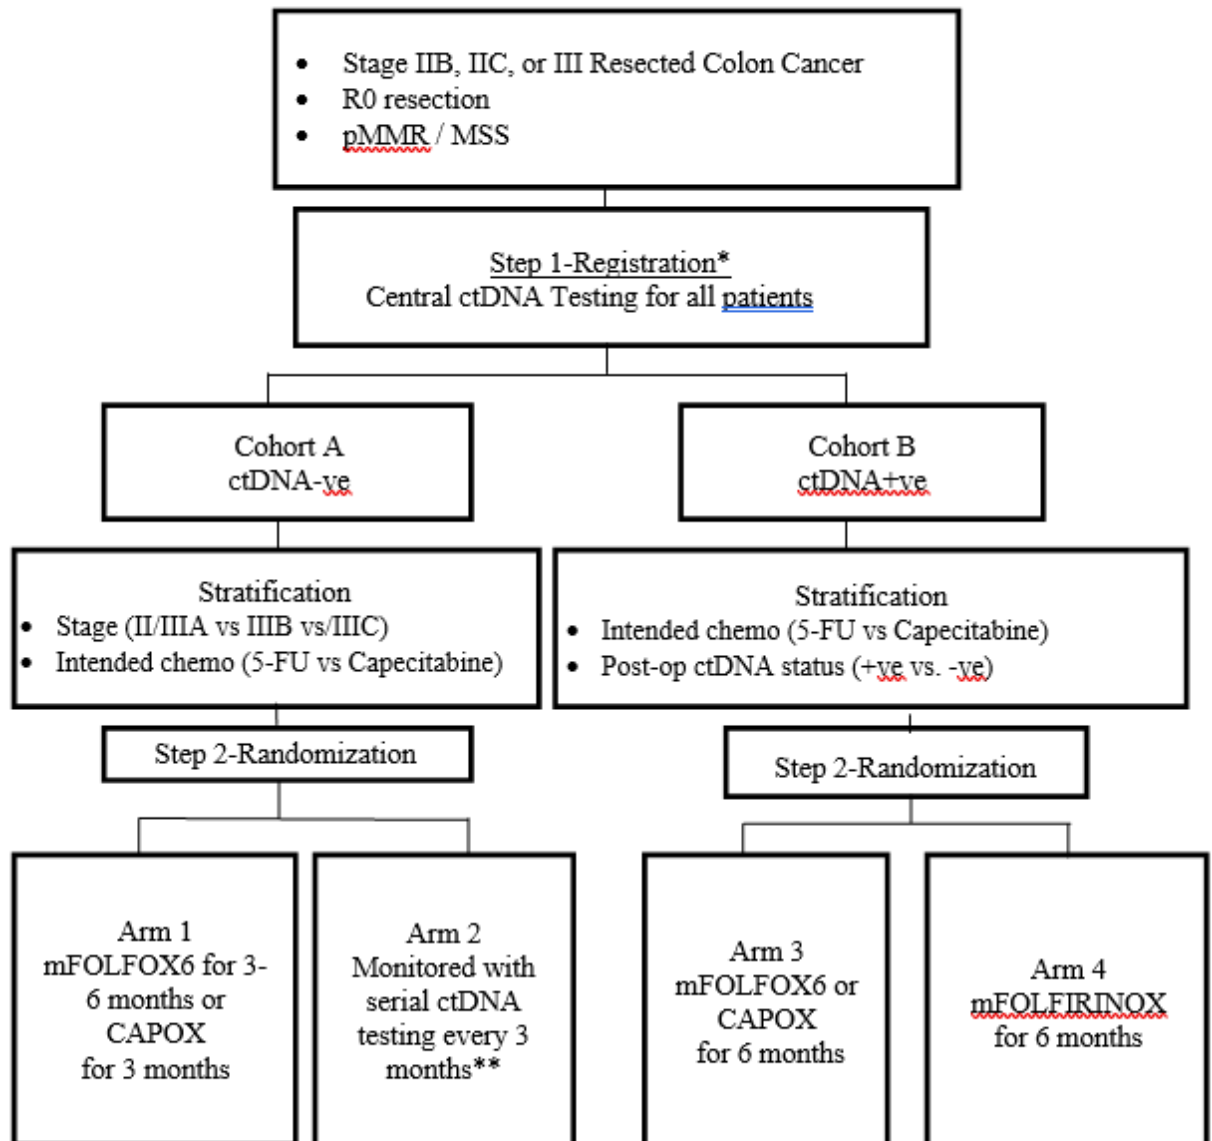 • Stage IIB, IIC, or III Resected Colon Cancer
• R0 resection
• pMMR / MSS
Step 1-Registration*
Central ctDNA Testing for all patients
Cohort A
ctDNA-ve
Cohort B
ctDNA+ve
Stratification
• Stage (II/IIIA vs IIIB vs/IIIC)
• Intended chemo (5-FU vs Capecitabine)
Stratification
• Intended chemo (5-FU vs Capecitabine)
• Post-op ctDNA status (+ve vs. -ve)
Step 2-Randomization
Step 2-Randomization
Arm 1
mFOLFOX6 for 3-
6 months or
CAPOX
for 3 months
Arm 2
Monitored with
serial ctDNA
testing every 3
months**
Arm 3
mFOLFOX6 or
CAPOX
for 6 months
Arm 4
mFOLFIRINOX
for 6 months